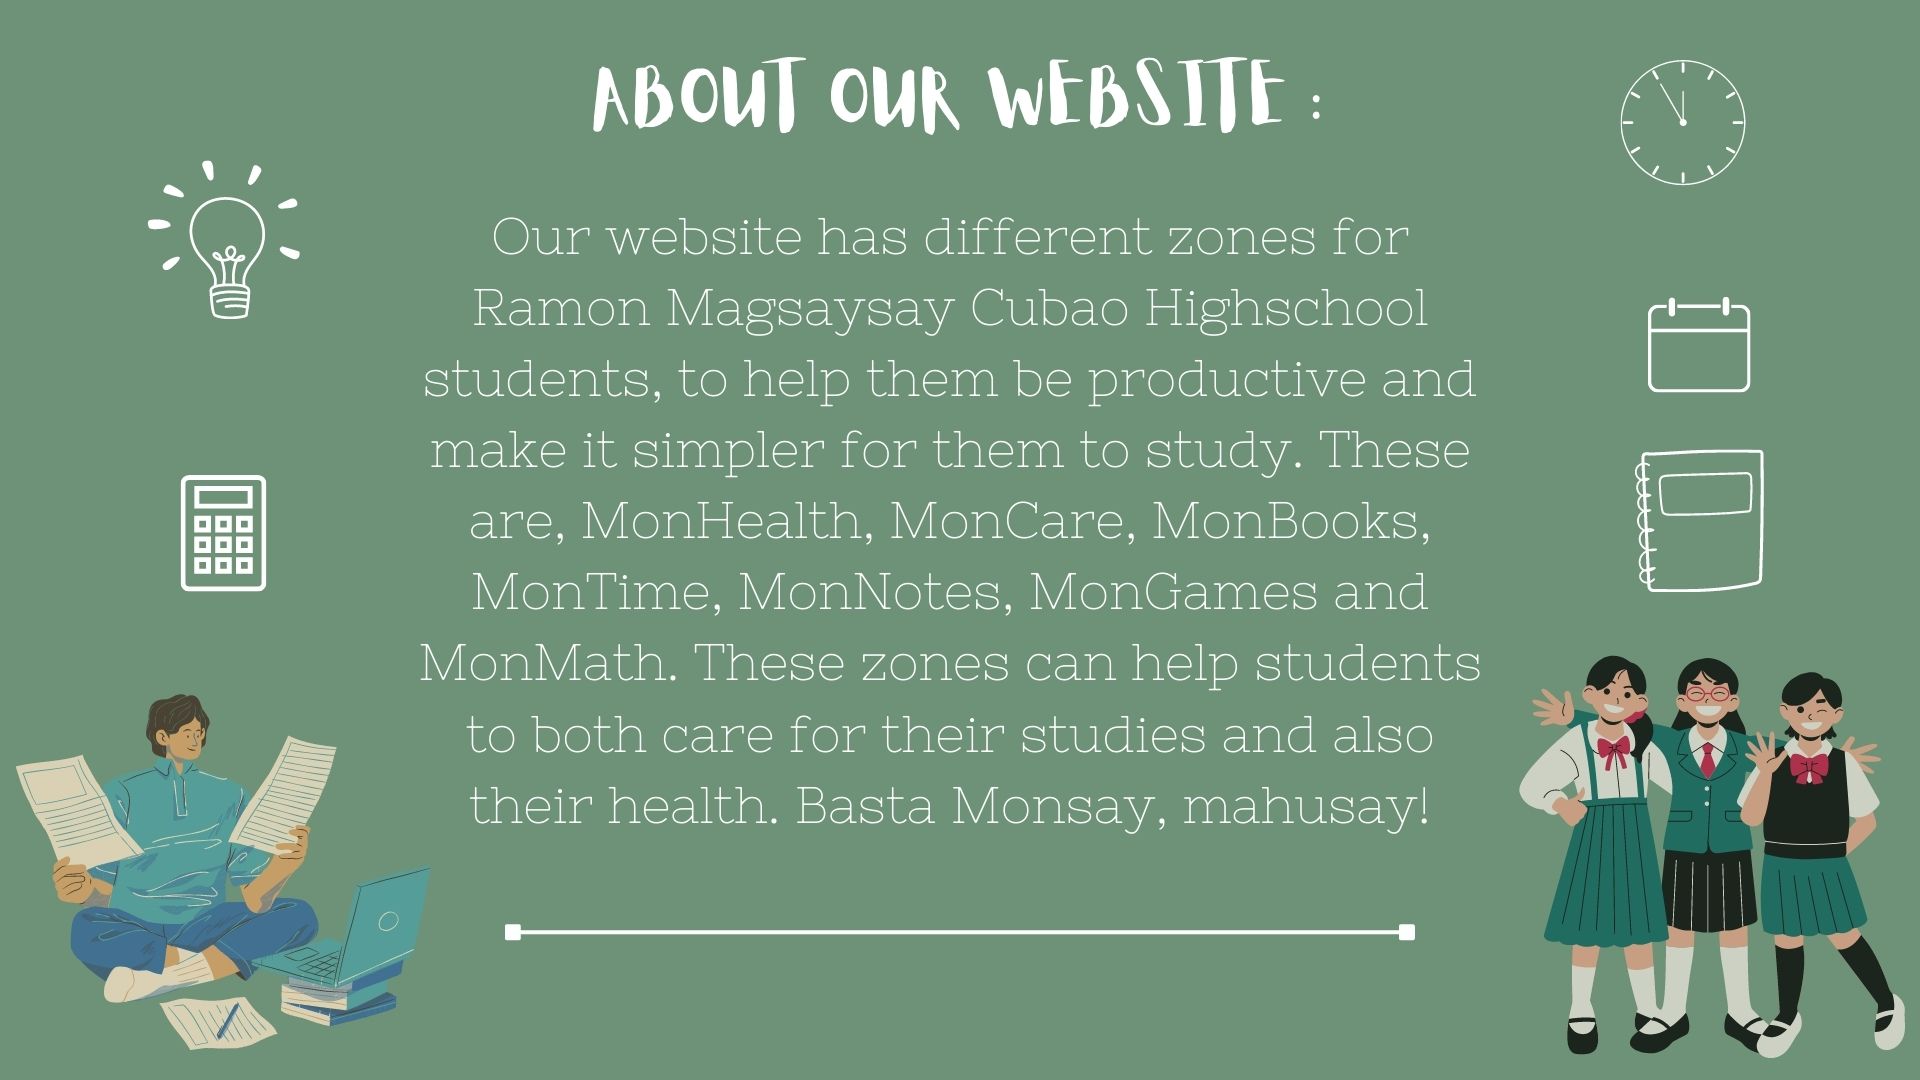 ABOUT OUR WEBSITE :
Our website has different zones for
Ramon Magsaysay Cubao Highschool
students, to help them be productive and
make it simpler for them to study. These
are, MonHealth, MonCare, MonBooks,
MonTime, MonNotes, MonGames and
MonMath. These zones can help students
to both care for their studies and also
their health. Basta Monsay, mahusay!